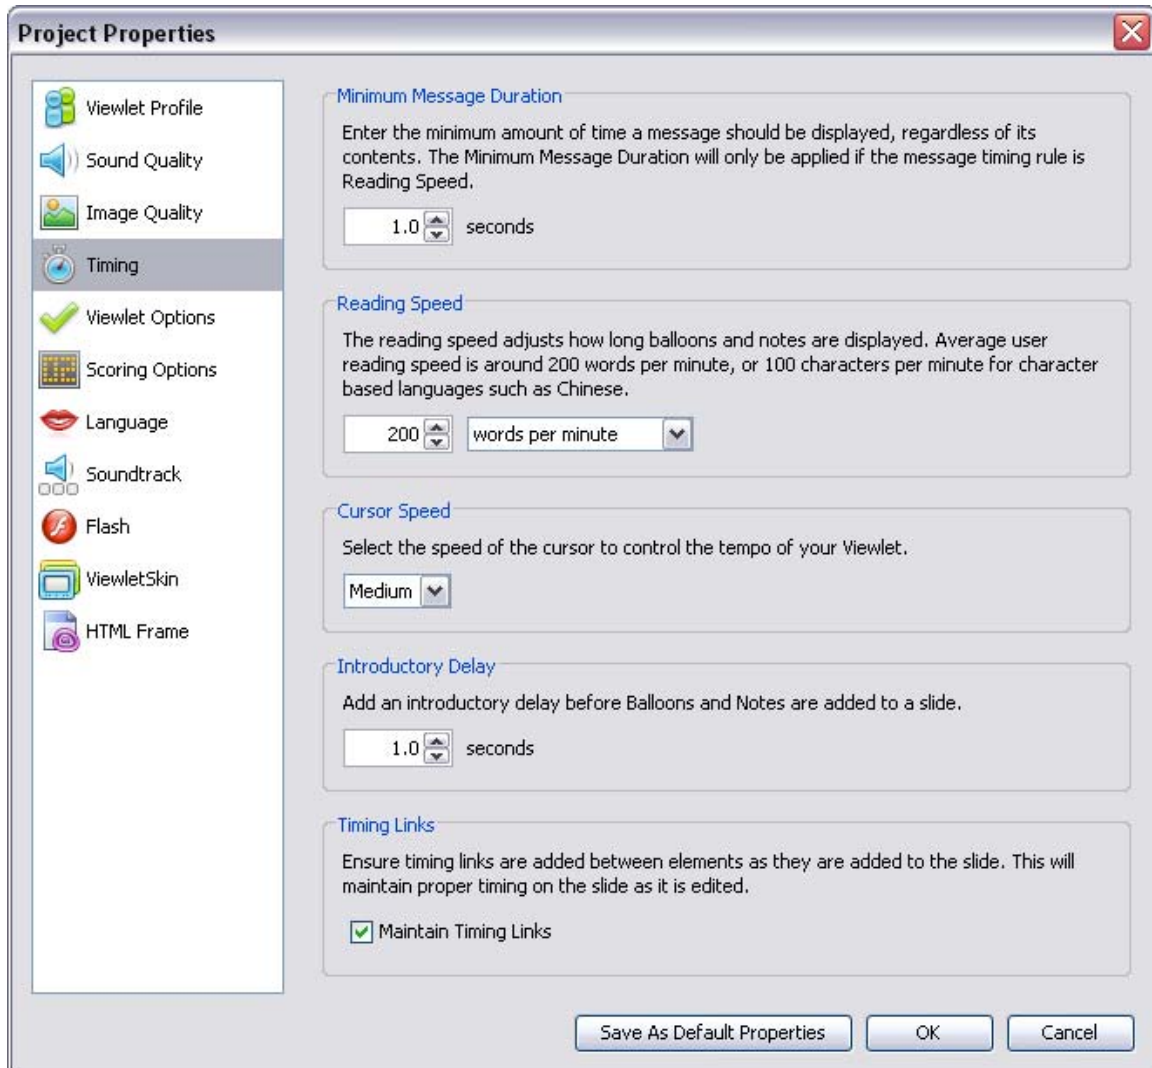 Project Properties
Viewlet Profile
Sound Quality
Image Quality
Timing
Viewlet Options
Scoring Options
Language
Soundtrack
Flash
ViewletSkin
HTML Frame
Minimum Message Duration
Enter the minimum amount of time a message should be displayed, regardless of its
contents. The Minimum Message Duration will only be applied if the message timing rule is
Reading Speed.
1.0 seconds
Reading Speed
The reading speed adjusts how long balloons and notes are displayed. Average user
reading speed is around 200 words per minute, or 100 characters per minute for character
based languages such as Chinese.
200 words per minute
Cursor Speed
Select the speed of the cursor to control the tempo of your Viewlet.
Medium
Introductory Delay
Add an introductory delay before Balloons and Notes are added to a slide.
1.0 seconds
Timing Links
Ensure timing links are added between elements as they are added to the slide. This will
maintain proper timing on the slide as it is edited.
Maintain Timing Links
Save As Default Properties OK Cancel